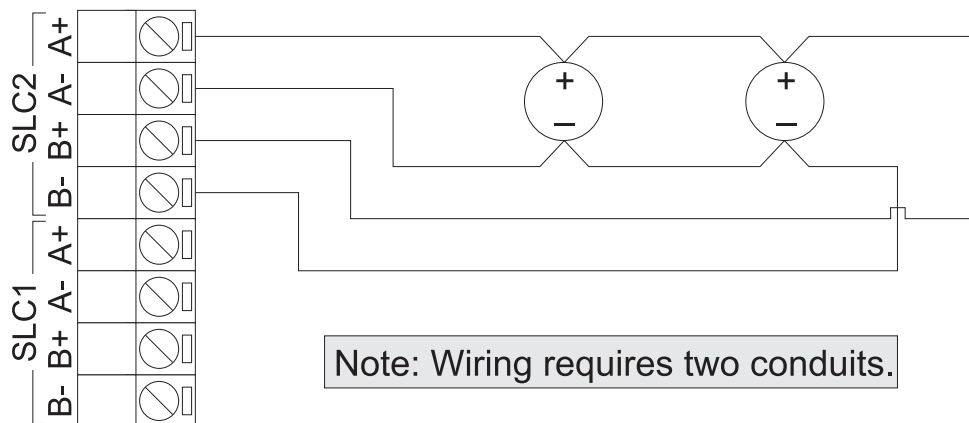 SLC2
A+
A-
B+
B-
SLC1
A+
A-
B+
B-
+
–
+
–
Note: Wiring requires two conduits.